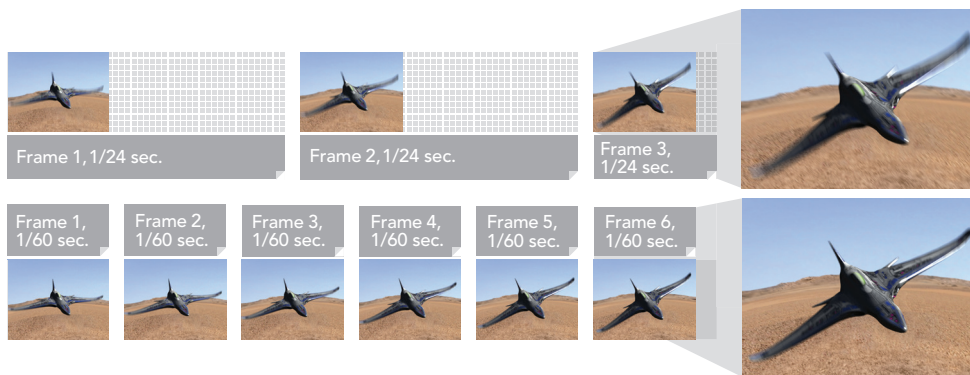 Frame 1, 1/24 sec.
Frame 2, 1/24 sec.
Frame 3,
1/24 sec.
Frame 1,
1/60 sec.
Frame 2,
1/60 sec.
Frame 3,
1/60 sec.
Frame 4,
1/60 sec.
Frame 5,
1/60 sec.
Frame 6,
1/60 sec.